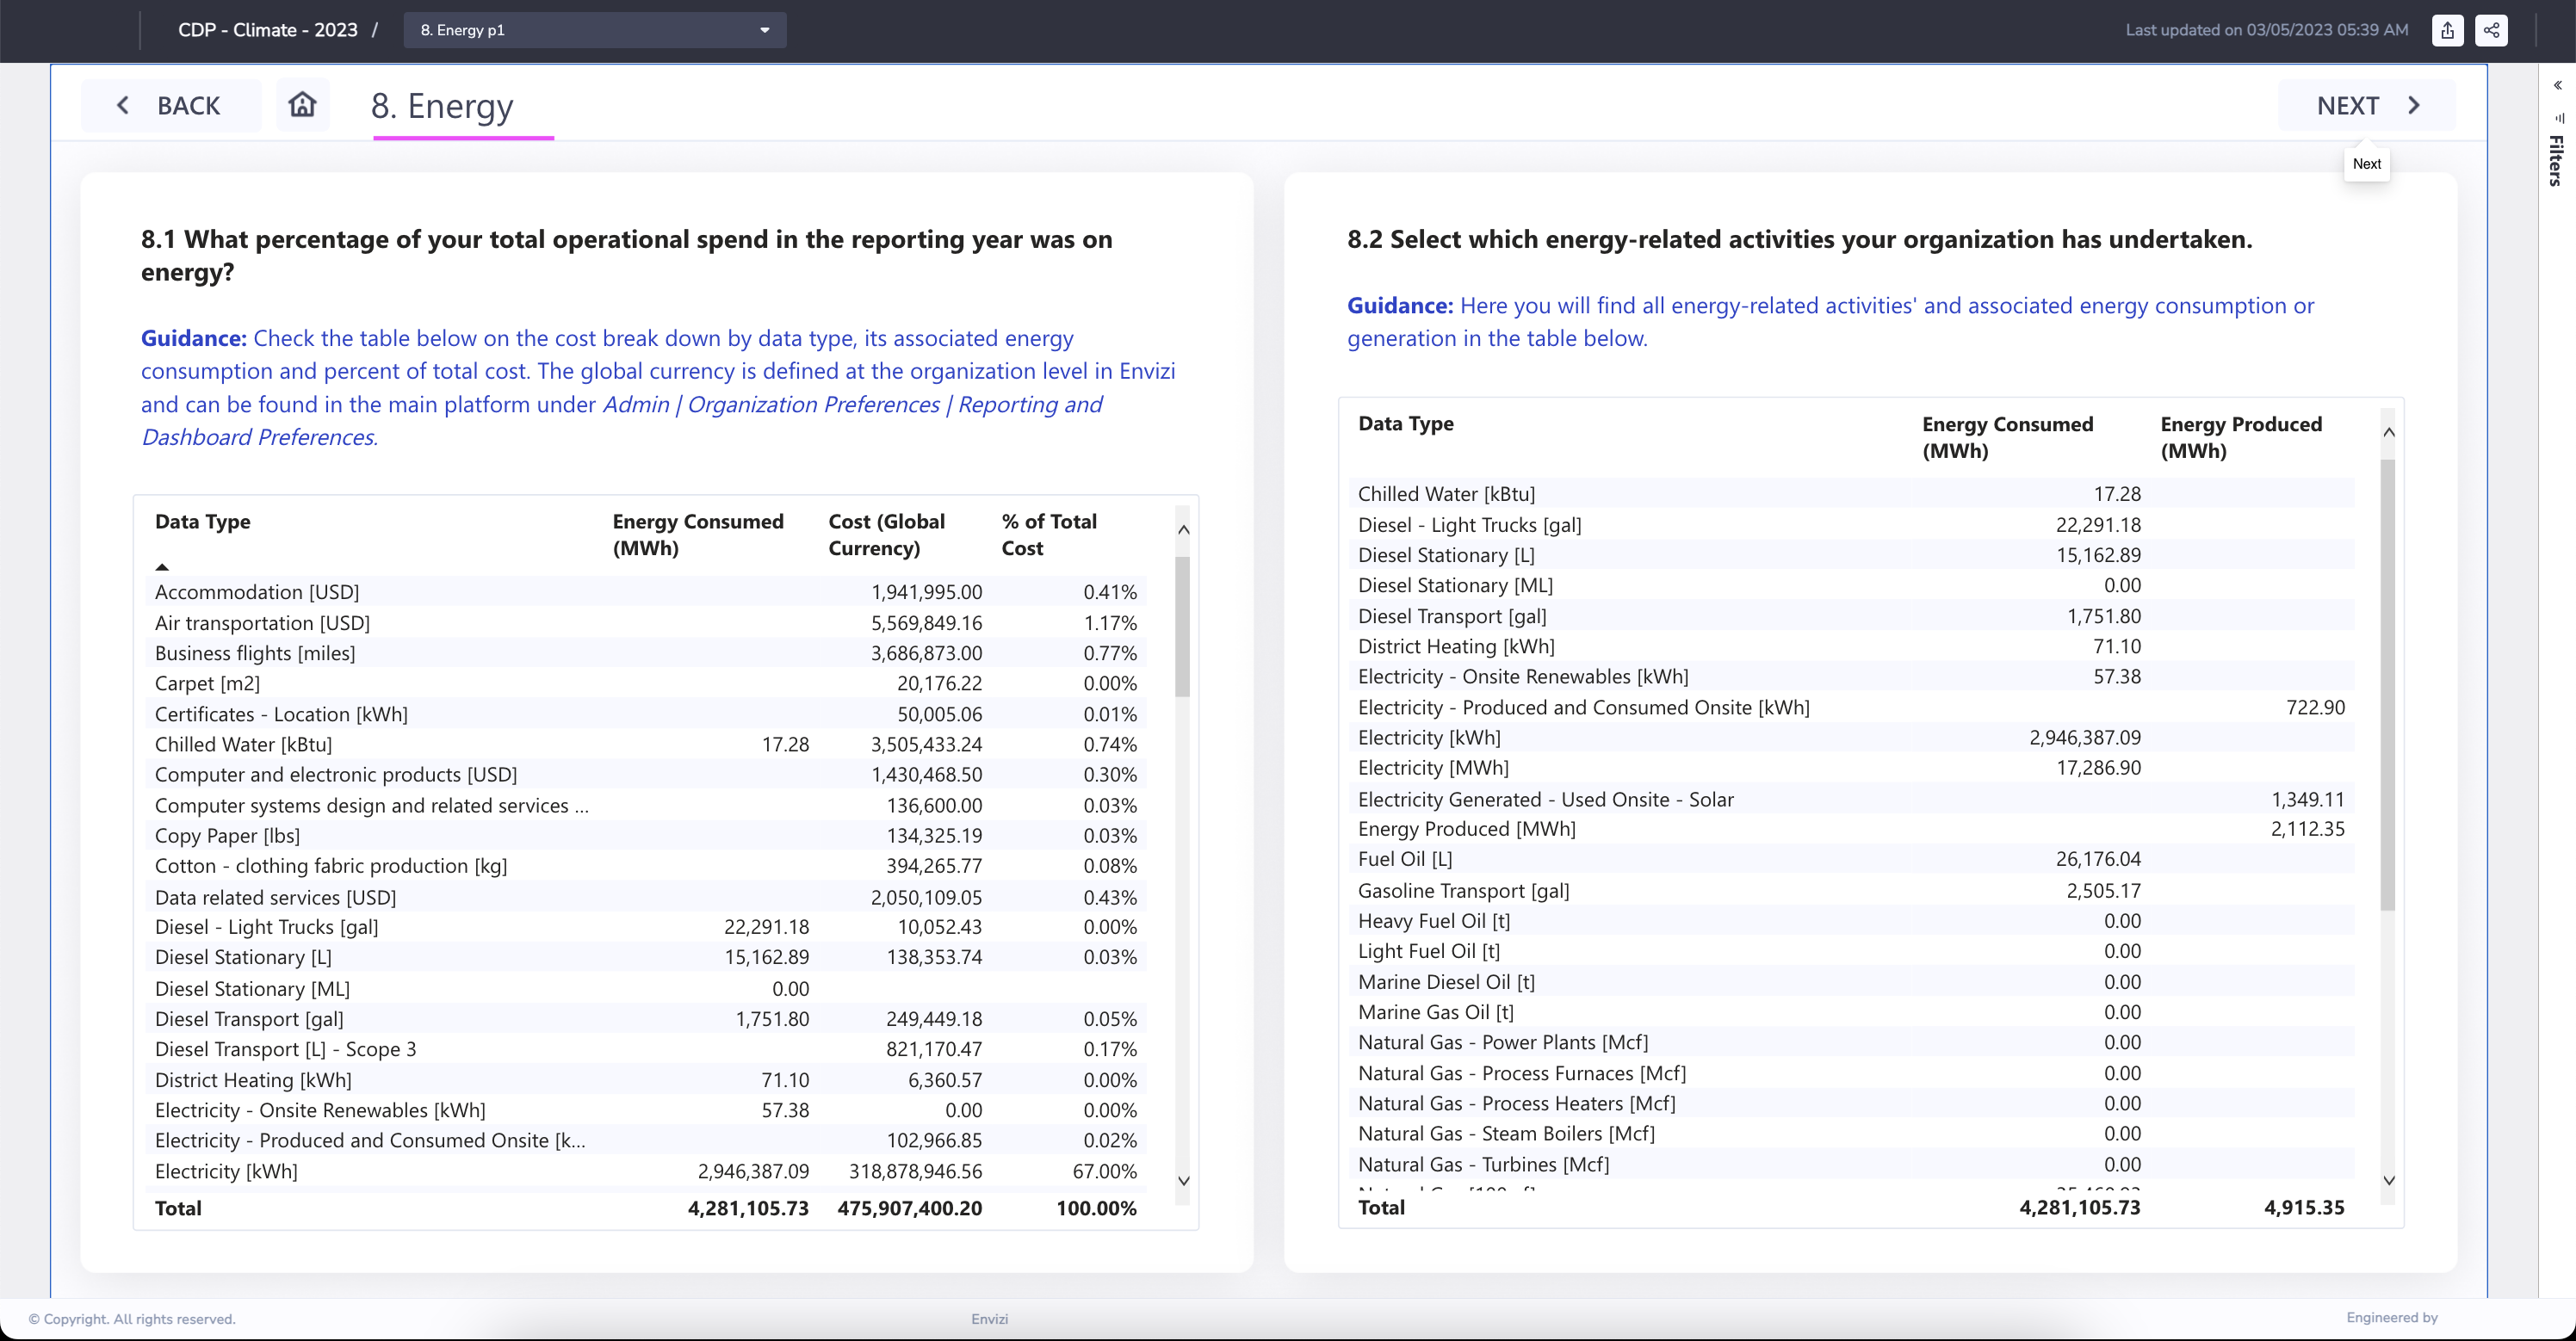 CDP - Climate - 2023 / 8. Energy p1 Last updated on 03/05/2023 05:39 AM
BACK 8. Energy NEXT
Next
Filters
8.1 What percentage of your total operational spend in the reporting year was on
energy?
Guidance: Check the table below on the cost break down by data type, its associated energy
consumption and percent of total cost. The global currency is defined at the organization level in Envizi
and can be found in the main platform under Admin | Organization Preferences | Reporting and
Dashboard Preferences.
Data Type Energy Consumed (MWh) Cost (Global Currency) % of Total Cost
Accommodation [USD] 1,941,995.00 0.41%
Air transportation [USD] 5,569,849.16 1.17%
Business flights [miles] 3,686,873.00 0.77%
Carpet [m2] 20,176.22 0.00%
Certificates - Location [kWh] 50,005.06 0.01%
Chilled Water [kBtu] 17.28 3,505,433.24 0.74%
Computer and electronic products [USD] 1,430,468.50 0.30%
Computer systems design and related services ... 136,600.00 0.03%
Copy Paper [lbs] 134,325.19 0.03%
Cotton - clothing fabric production [kg] 394,265.77 0.08%
Data related services [USD] 2,050,109.05 0.43%
Diesel - Light Trucks [gal] 22,291.18 10,052.43 0.00%
Diesel Stationary [L] 15,162.89 138,353.74 0.03%
Diesel Stationary [ML] 0.00
Diesel Transport [gal] 1,751.80 249,449.18 0.05%
Diesel Transport [L] - Scope 3 821,170.47 0.17%
District Heating [kWh] 71.10 6,360.57 0.00%
Electricity - Onsite Renewables [kWh] 57.38 0.00 0.00%
Electricity - Produced and Consumed Onsite [k... 102,966.85 0.02%
Electricity [kWh] 2,946,387.09 318,878,946.56 67.00%
Total 4,281,105.73 475,907,400.20 100.00%
8.2 Select which energy-related activities your organization has undertaken.
Guidance: Here you will find all energy-related activities' and associated energy consumption or
generation in the table below.
Data Type Energy Consumed (MWh) Energy Produced (MWh)
Chilled Water [kBtu] 17.28
Diesel - Light Trucks [gal] 22,291.18
Diesel Stationary [L] 15,162.89
Diesel Stationary [ML] 0.00
Diesel Transport [gal] 1,751.80
District Heating [kWh] 71.10
Electricity - Onsite Renewables [kWh] 57.38
Electricity - Produced and Consumed Onsite [kWh] 722.90
Electricity [kWh] 2,946,387.09
Electricity [MWh] 17,286.90
Electricity Generated - Used Onsite - Solar 1,349.11
Energy Produced [MWh] 2,112.35
Fuel Oil [L] 26,176.04
Gasoline Transport [gal] 2,505.17
Heavy Fuel Oil [t] 0.00
Light Fuel Oil [t] 0.00
Marine Diesel Oil [t] 0.00
Marine Gas Oil [t] 0.00
Natural Gas - Power Plants [Mcf] 0.00
Natural Gas - Process Furnaces [Mcf] 0.00
Natural Gas - Process Heaters [Mcf] 0.00
Natural Gas - Steam Boilers [Mcf] 0.00
Natural Gas - Turbines [Mcf] 0.00
Total 4,281,105.73 4,915.35
© Copyright. All rights reserved. Envizi Engineered by